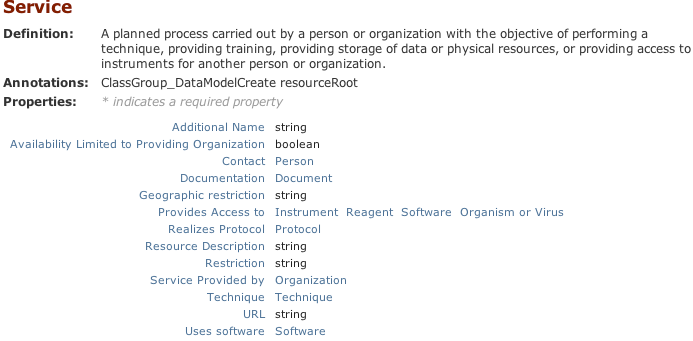 Service
Definition: A planned process carried out by a person or organization with the objective of performing a
technique, providing training, providing storage of data or physical resources, or providing access to
instruments for another person or organization.
Annotations: ClassGroup_DataModelCreate resourceRoot
Properties: * indicates a required property
Additional Name string
Availability Limited to Providing Organization boolean
Contact Person
Documentation Document
Geographic restriction string
Provides Access to Instrument Reagent Software Organism or Virus
Realizes Protocol Protocol
Resource Description string
Restriction string
Service Provided by Organization
Technique Technique
URL string
Uses software Software